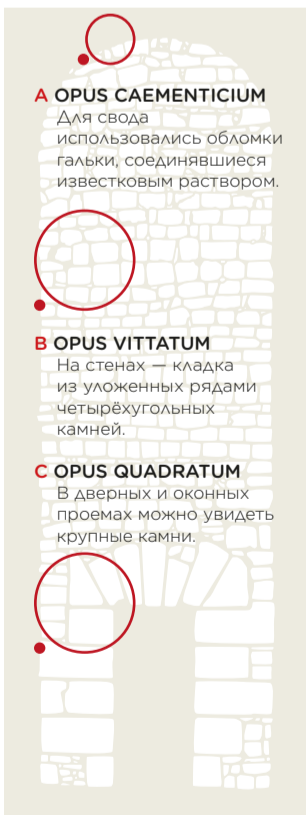 A OPUS CAEMENTICIUM
Для свода
использовались обломки
гальки, соединявшиеся
известковым раствором.
B OPUS VITTATUM
На стенах — кладка
из уложенных рядами
четырёхугольных
камней.
C OPUS QUADRATUM
В дверных и оконных
проемах можно увидеть
крупные камни.